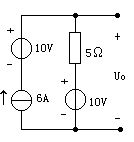 + +
10V 5Ω
- + Uo
6A 10V
- -